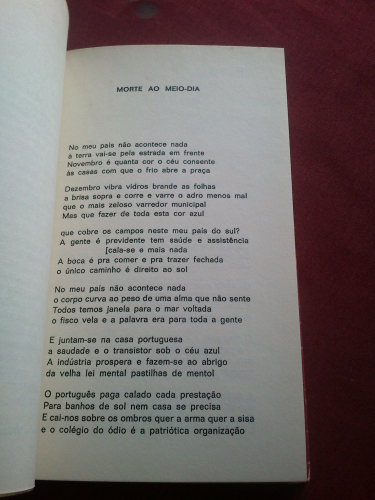 MORTE AO MEIO-DIA
No meu país não acontece nada
à terra vai-se pela estrada em frente
Novembro é quanta cor o céu consente
às casas com que o frio abre a praça
Dezembro vibra vidros brande as folhas
a brisa sopra e corre e varre o adro menos mal
que o mais zeloso varredor municipal
Mas que fazer de toda esta cor azul
que cobre os campos neste meu país do sul?
A gente é previdente tem saúde e assistência
[cala-se e mais nada
A boca é pra comer e pra trazer fechada
o único caminho é direito ao sol
No meu país não acontece nada
o corpo curva ao peso de uma alma que não sente
Todos temos janela para o mar voltada
o fisco vela e a palavra era para toda a gente
E juntam-se na casa portuguesa
a saudade e o transístor sob o céu azul
A indústria prospera e fazem-se ao abrigo
da velha lei mental pastilhas de mentol
O português paga calado cada prestação
Para banhos de sol nem casa se precisa
E cai-nos sobre os ombros quer a arma quer a sisa
e o colégio do ódio é a patriótica organização